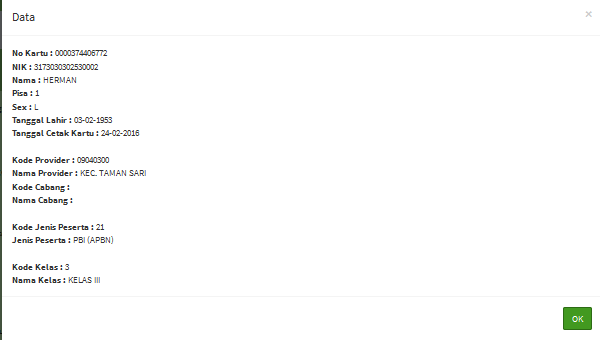 Data
×
No Kartu : 0000374406772
NIK : 3173030302530002
Nama : HERMAN
Pisa : 1
Sex : L
Tanggal Lahir : 03-02-1953
Tanggal Cetak Kartu : 24-02-2016
Kode Provider : 09040300
Nama Provider : KEC. TAMAN SARI
Kode Cabang :
Nama Cabang :
Kode Jenis Peserta : 21
Jenis Peserta : PBI (APBN)
Kode Kelas : 3
Nama Kelas : KELAS III
OK